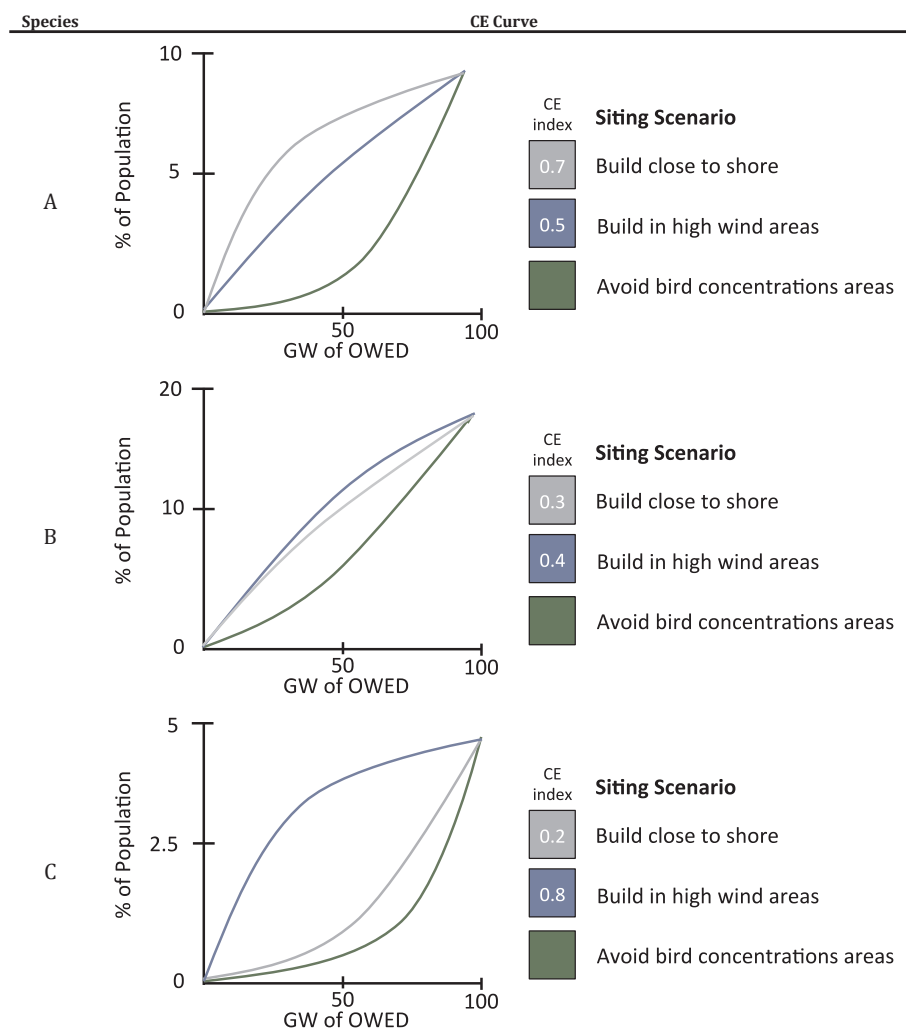 Species CE Curve
A
% of Population
10
5
0
50
100
GW of OWED
CE index
Siting Scenario
0.7 Build close to shore
0.5 Build in high wind areas
Avoid bird concentrations areas
B
% of Population
20
10
0
50
100
GW of OWED
CE index
Siting Scenario
0.3 Build close to shore
0.4 Build in high wind areas
Avoid bird concentrations areas
C
% of Population
5
2.5
0
50
100
GW of OWED
CE index
Siting Scenario
0.2 Build close to shore
0.8 Build in high wind areas
Avoid bird concentrations areas